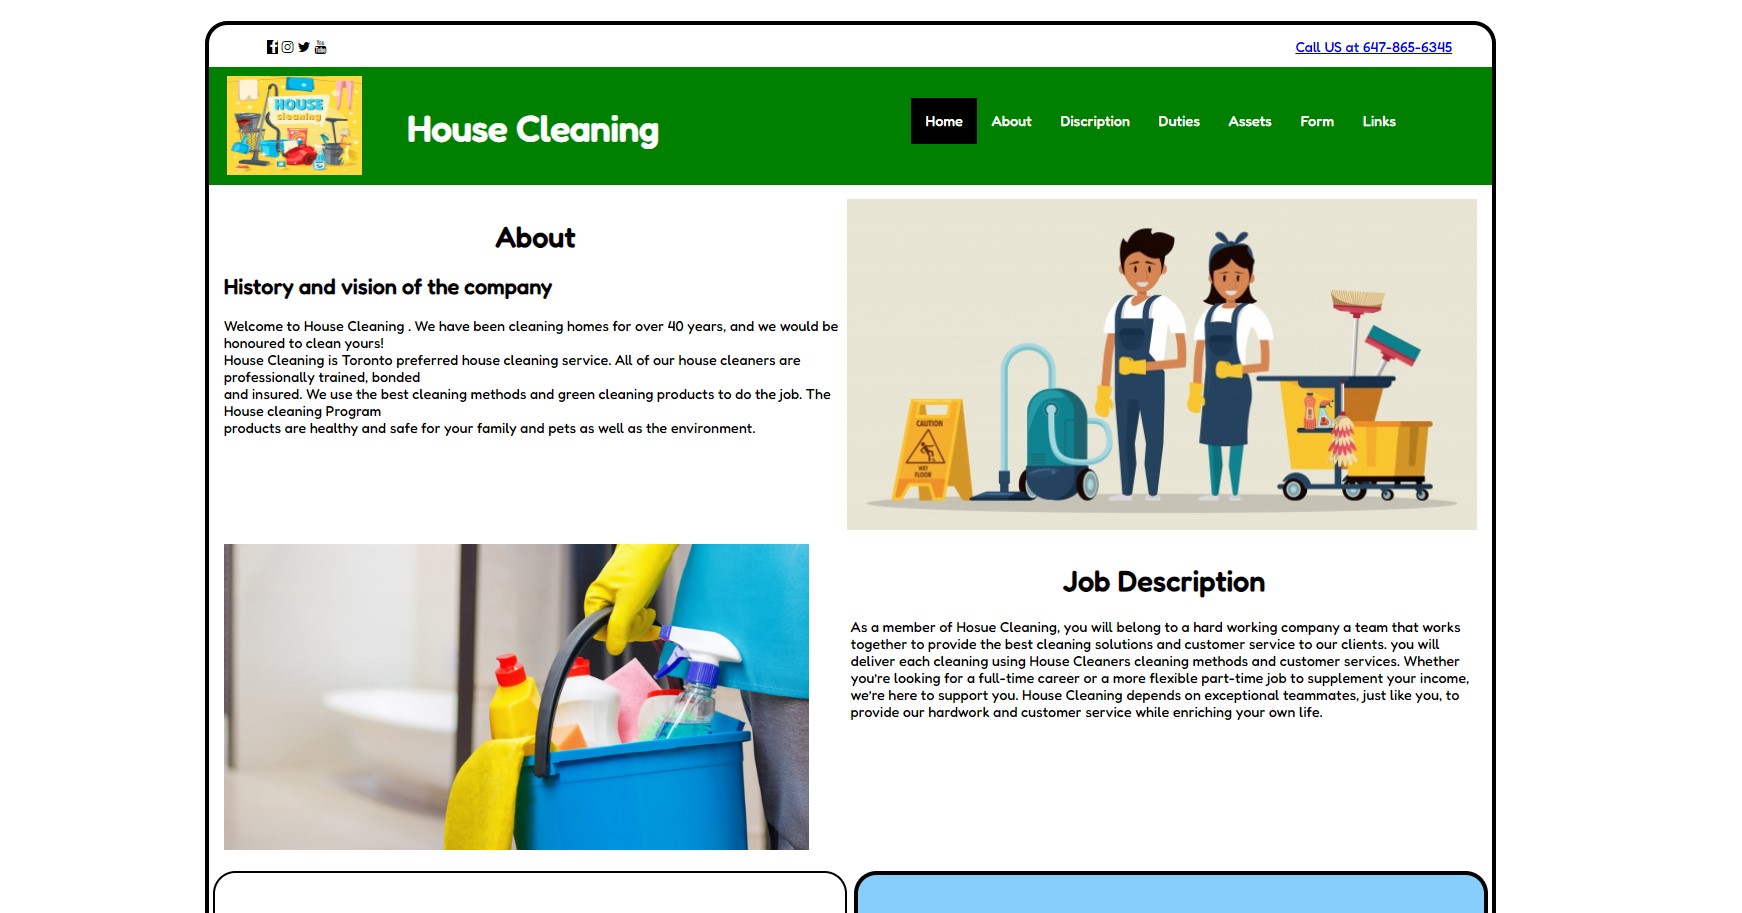 Call US at 647-865-6345
HOUSE
cleaning
House Cleaning
Home About Discription Duties Assets Form Links
About
History and vision of the company
Welcome to House Cleaning . We have been cleaning homes for over 40 years, and we would be
honoured to clean yours!
House Cleaning is Toronto preferred house cleaning service. All of our house cleaners are
professionally trained, bonded
and insured. We use the best cleaning methods and green cleaning products to do the job. The
House cleaning Program
products are healthy and safe for your family and pets as well as the environment.
CAUTION
WET
FLOOR
Job Description
As a member of Hosue Cleaning, you will belong to a hard working company a team that works
together to provide the best cleaning solutions and customer service to our clients. you will
deliver each cleaning using House Cleaners cleaning methods and customer services. Whether
you're looking for a full-time career or a more flexible part-time job to supplement your income,
we're here to support you. House Cleaning depends on exceptional teammates, just like you, to
provide our hardwork and customer service while enriching your own life.